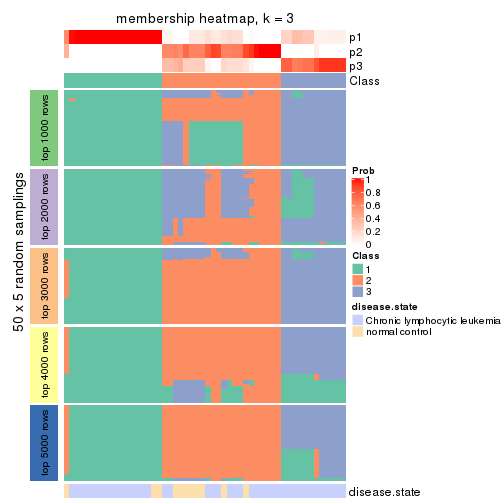 membership heatmap, k = 3
p1
p2
p3
Class
50 x 5 random samplings
top 1000 rows
top 2000 rows
top 3000 rows
top 4000 rows
top 5000 rows
Prob
1
0.8
0.6
0.4
0.2
0
Class
1
2
3
disease.state
Chronic lymphocytic leukemia
normal control
disease.state